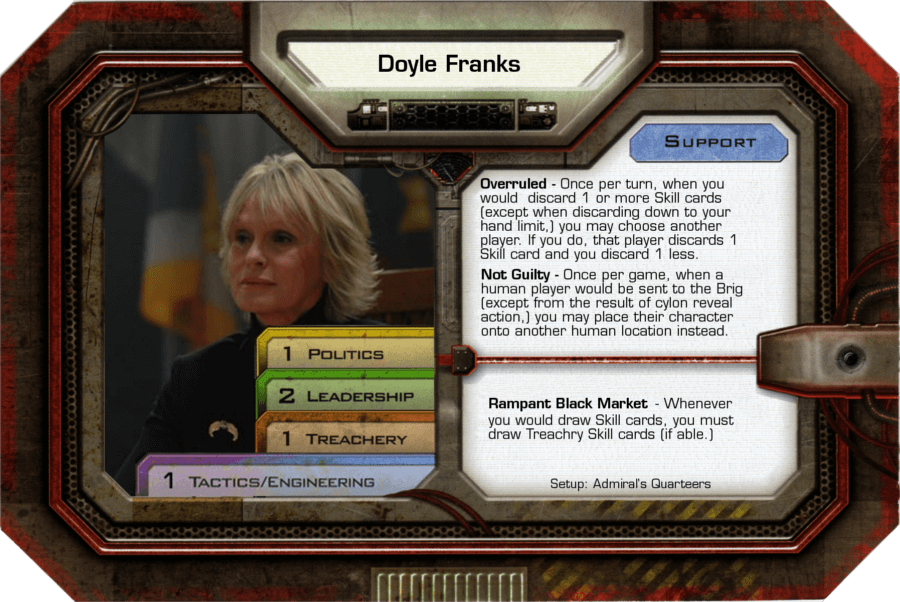 Doyle Franks
SUPPORT
Overruled - Once per turn, when you
would discard 1 or more Skill cards
(except when discarding down to your
hand limit,) you may choose another
player. If you do, that player discards 1
Skill card and you discard 1 less.
Not Guilty - Once per game, when a
human player would be sent to the Brig
(except from the result of cylon reveal
action,) you may place their character
onto another human location instead.
1 POLITICS
2 LEADERSHIP
1 TREACHERY
1 TACTICS/ENGINEERING
Rampant Black Market - Whenever
you would draw Skill cards, you must
draw Treachry Skill cards (if able.)
Setup: Admiral's Quarteers